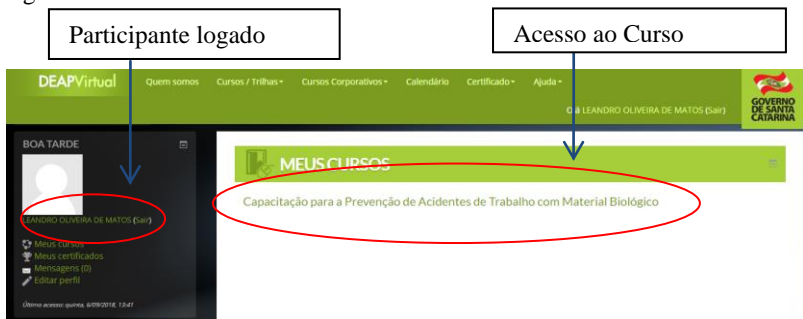 Participante logado
Acesso ao Curso
DEAPVirtual
Quem somos
Cursos / Trilhas
Cursos Corporativos
Calendário
Certificado
Ajuda
LEANDRO OLIVEIRA DE MATOS (Sair)
GOVERNO
DE SANTA
CATARINA
BOA TARDE
MEUS CURSOS
Capacitação para a Prevenção de Acidentes de Trabalho com Material Biológico
LEANDRO OLIVEIRA DE MATOS (Sair)
Meus cursos
Meus certificados
Mensagens (0)
Editar perfil
Último acesso: quinta, 6/09/2018, 13:41